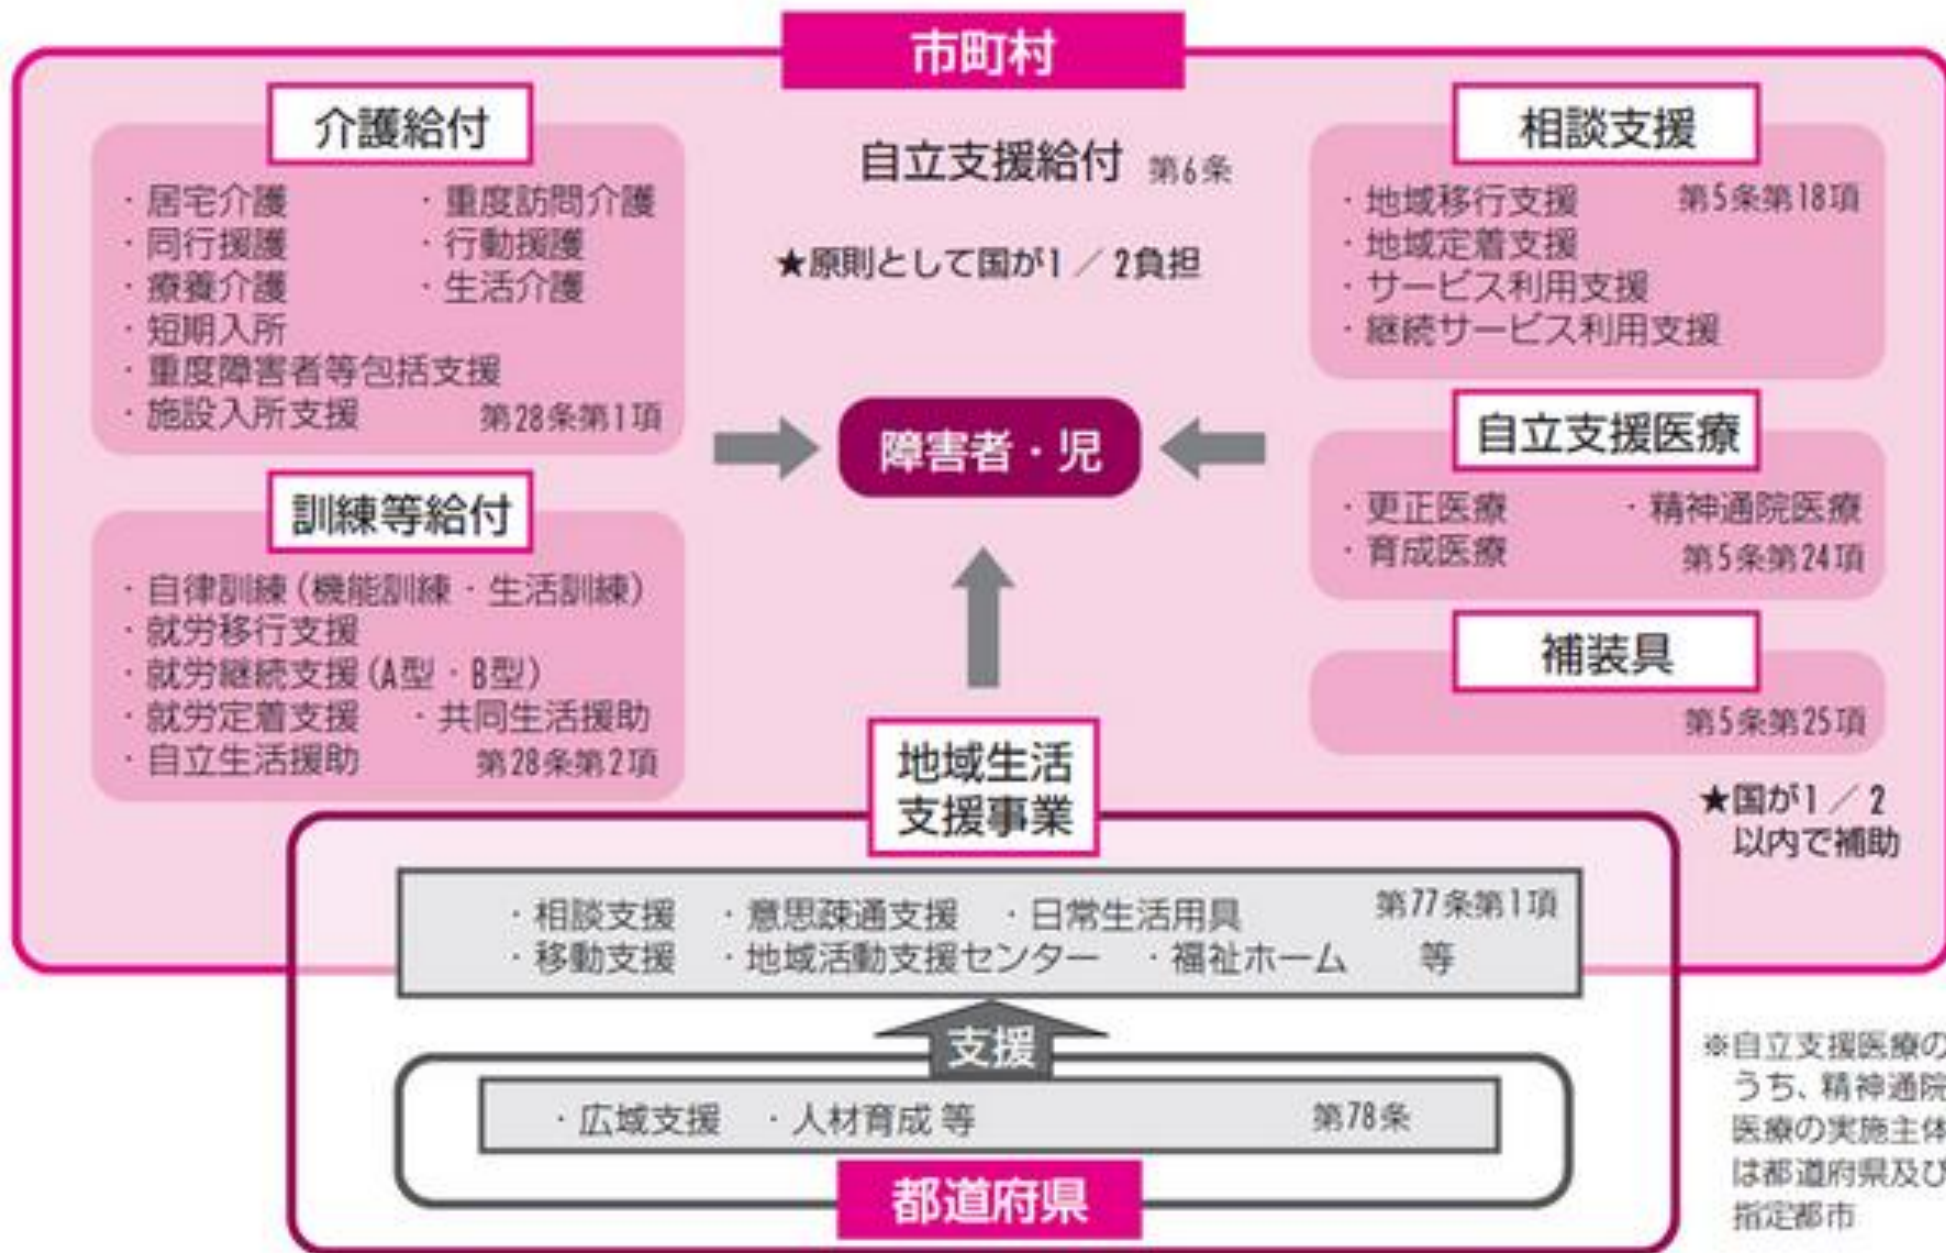 市町村
介護給付
・居宅介護 ・重度訪問介護
・同行援護 ・行動援護
・療養介護 ・生活介護
・短期入所
・重度障害者等包括支援
・施設入所支援 第28条第1項
訓練等給付
・自律訓練（機能訓練・生活訓練）
・就労移行支援
・就労継続支援（A型・B型）
・就労定着支援 ・共同生活援助
・自立生活援助 第28条第2項
自立支援給付 第6条
★原則として国が1／2負担
障害者・児
相談支援
・地域移行支援 第5条第18項
・地域定着支援
・サービス利用支援
・継続サービス利用支援
自立支援医療
・更正医療 ・精神通院医療
・育成医療 第5条第24項
補装具
第5条第25項
★国が1／2
以内で補助
地域生活
支援事業
・相談支援 ・意思疎通支援 ・日常生活用具 第77条第1項
・移動支援 ・地域活動支援センター ・福祉ホーム 等
支援
・広域支援 ・人材育成 等 第78条
都道府県
※自立支援医療の
うち、精神通院
医療の実施主体
は都道府県及び
指定都市